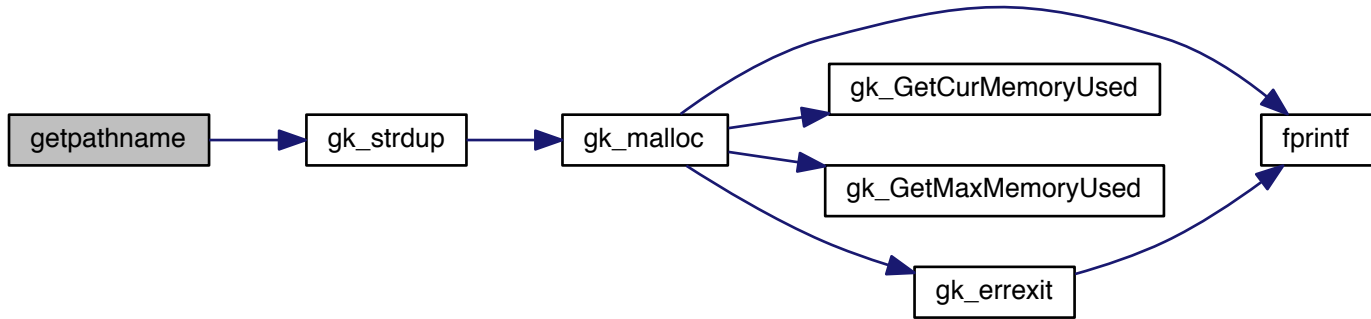 getpathname
gk_strdup
gk_malloc
gk_GetCurMemoryUsed
gk_GetMaxMemoryUsed
gk_errexit
fprintf